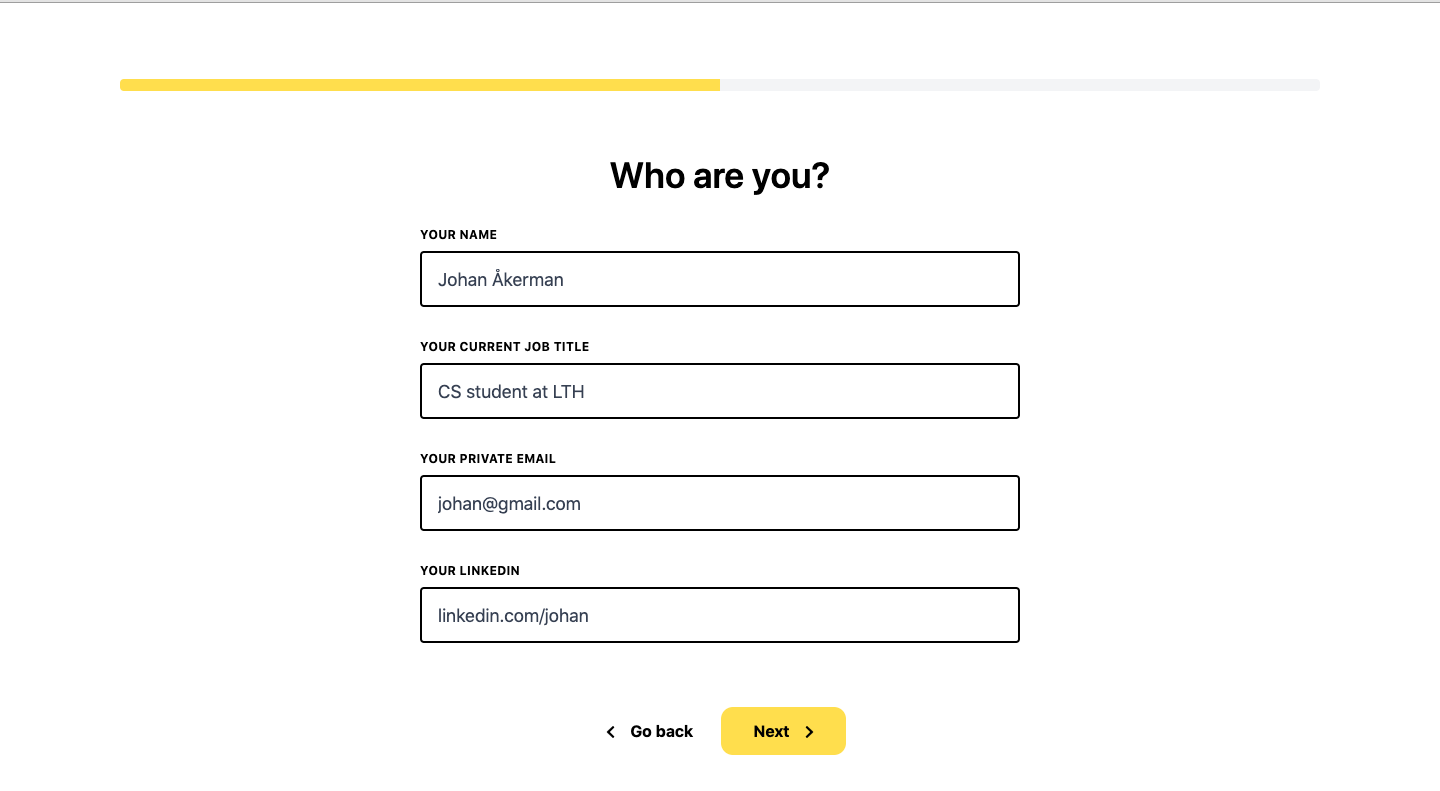 Who are you?
YOUR NAME
Johan Åkerman
YOUR CURRENT JOB TITLE
CS student at LTH
YOUR PRIVATE EMAIL
johan@gmail.com
YOUR LINKEDIN
linkedin.com/johan
Go back Next